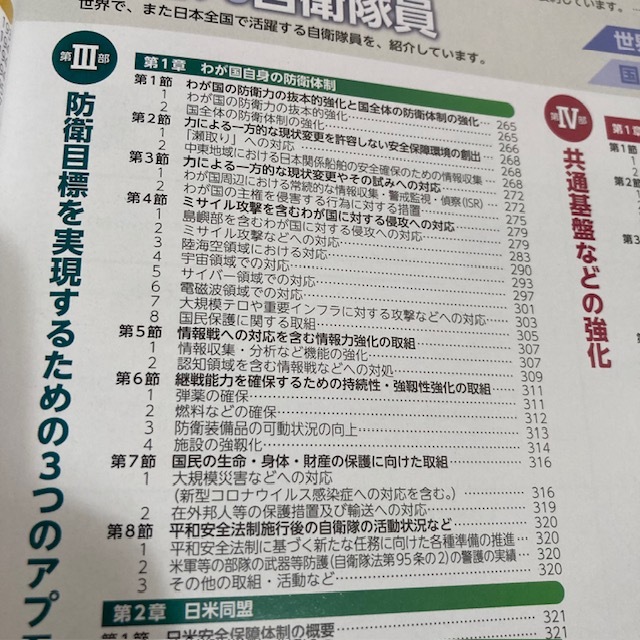 世界で、また日本全国で活躍する自衛隊員を、紹介しています。
自衛隊員
第Ⅲ部
防衛目標を実現するための3つのアプ
第1章 わが国自身の防衛体制
第1節 わが国の防衛力の抜本的強化と国全体の防衛体制の強化…265
1 わが国の防衛力の抜本的強化…265
2 国全体の防衛体制の強化…266
第2節 力による一方的な現状変更を許容しない安全保障環境の創出…268
1 「瀬取り」への対応…268
2 中東地域における日本関係船舶の安全確保のための情報収集…268
第3節 力による一方的な現状変更やその試みへの対応…272
1 わが国周辺における常続的な情報収集・警戒監視・偵察(ISR)…272
2 わが国の主権を侵害する行為に対する措置…275
第4節 ミサイル攻撃を含むわが国に対する侵攻への対応…279
1 島嶼部を含むわが国に対する侵攻への対応…279
2 ミサイル攻撃などへの対応…283
3 陸海空領域における対応…290
4 宇宙領域での対応…293
5 サイバー領域での対応…297
6 電磁波領域での対応…301
7 大規模テロや重要インフラに対する攻撃などへの対応…303
8 国民保護に関する取組…305
第5節 情報戦への対応を含む情報力強化の取組…307
1 情報収集・分析など機能の強化…307
2 認知領域を含む情報戦などへの対処…309
第6節 継戦能力を確保するための持続性・強靱性強化の取組…311
1 弾薬の確保…311
2 燃料などの確保…312
3 防衛装備品の可動状況の向上…313
4 施設の強靱化…314
第7節 国民の生命・身体・財産の保護に向けた取組…316
1 大規模災害などへの対応
(新型コロナウイルス感染症への対応を含む。)…316
2 在外邦人等の保護措置及び輸送への対応…319
第8節 平和安全法制施行後の自衛隊の活動状況など…320
1 平和安全法制に基づく新たな任務に向けた各種準備の推進…320
2 米軍等の部隊の武器等防護(自衛隊法第95条の2)の警護の実績…320
3 その他の取組・活動など…320
第2章 日米同盟…321
第1節 日米安全保障体制の概要…321
第Ⅳ部
共通基盤などの強化
第1章
第1節
1
2
第2節
1
2
第3